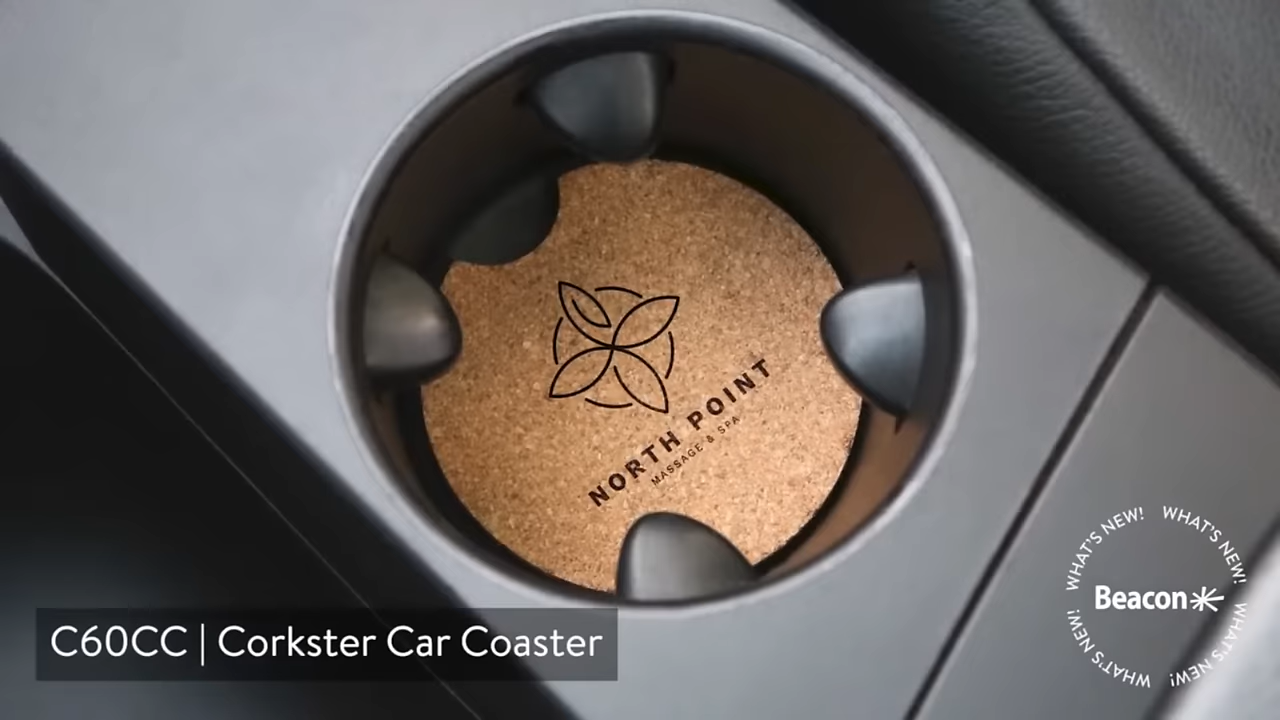 NORTH POINT
MASSAGE & SPA
C60CC | Corkster Car Coaster
WHAT'S NEW! WHAT'S NEW! WHAT'S NEW! WHAT'S NEW!
Beacon